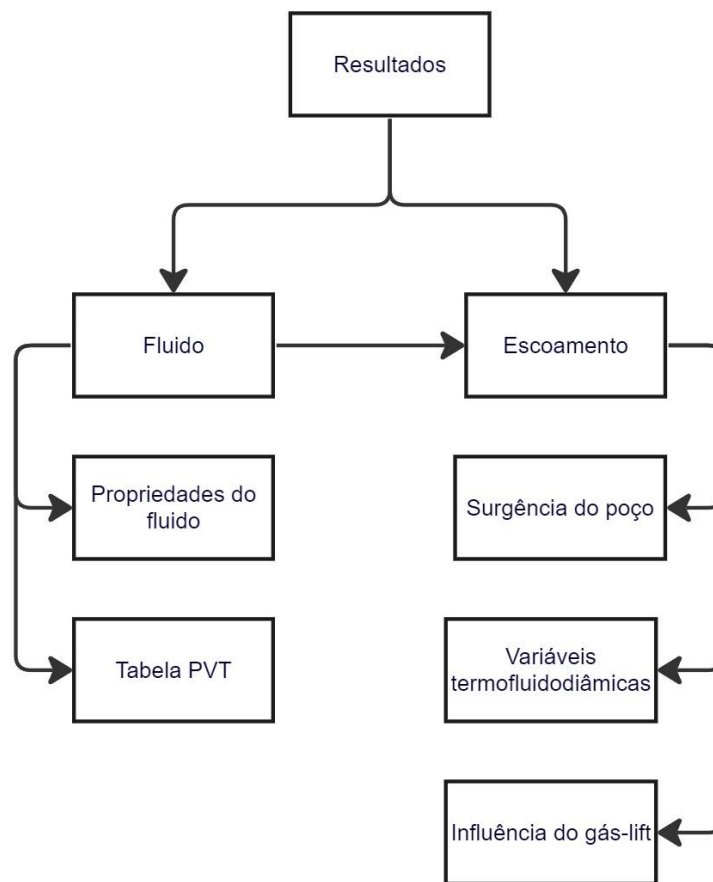 Resultados
Fluido
Escoamento
Propriedades do
fluido
Surgência do poço
Tabela PVT
Variáveis
termofluidodiâmicas
Influência do gás-lift